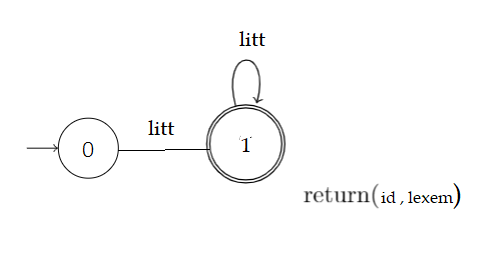 litt
litt
0
1
return(id , lexem)